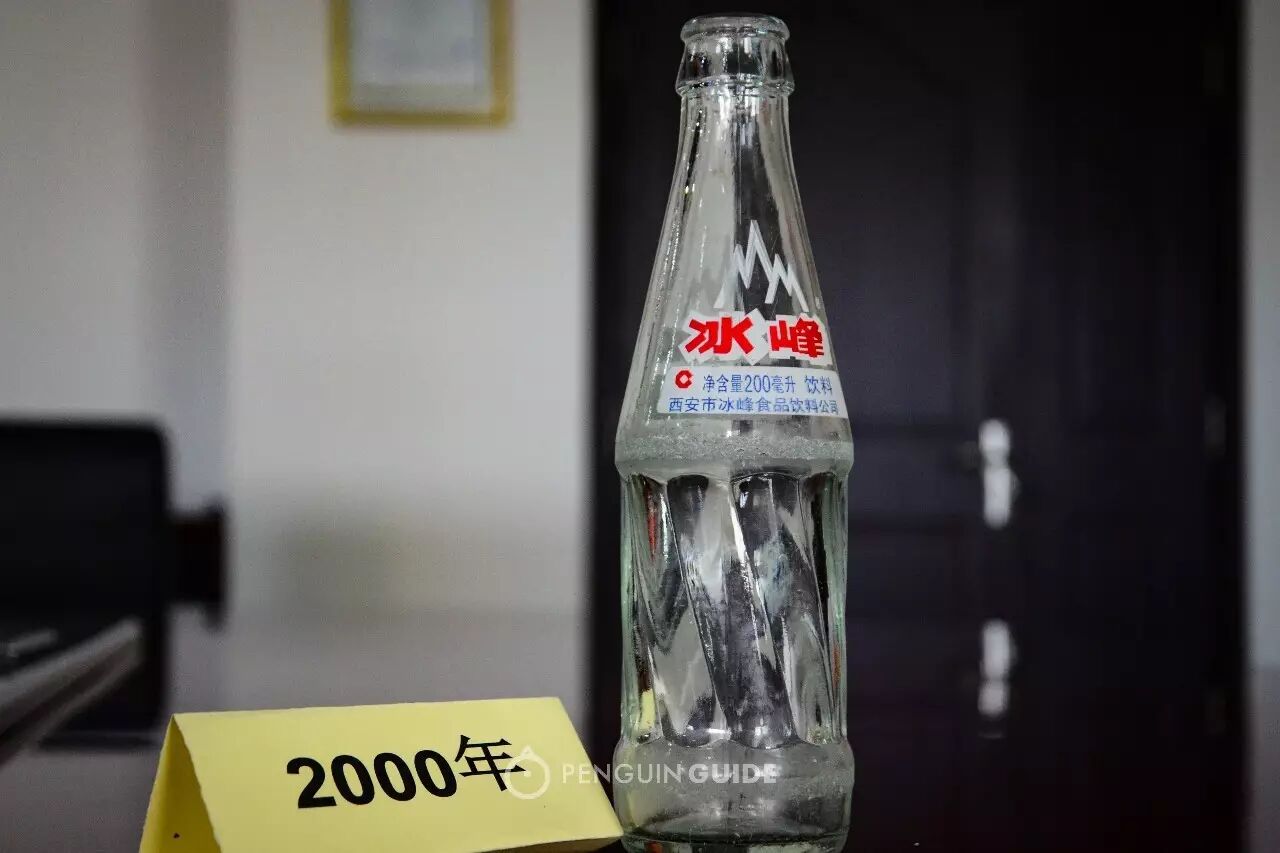 冰峰
净含量200毫升 饮料
西安市冰峰食品饮料公司
2000年
PENGUIN GUIDE